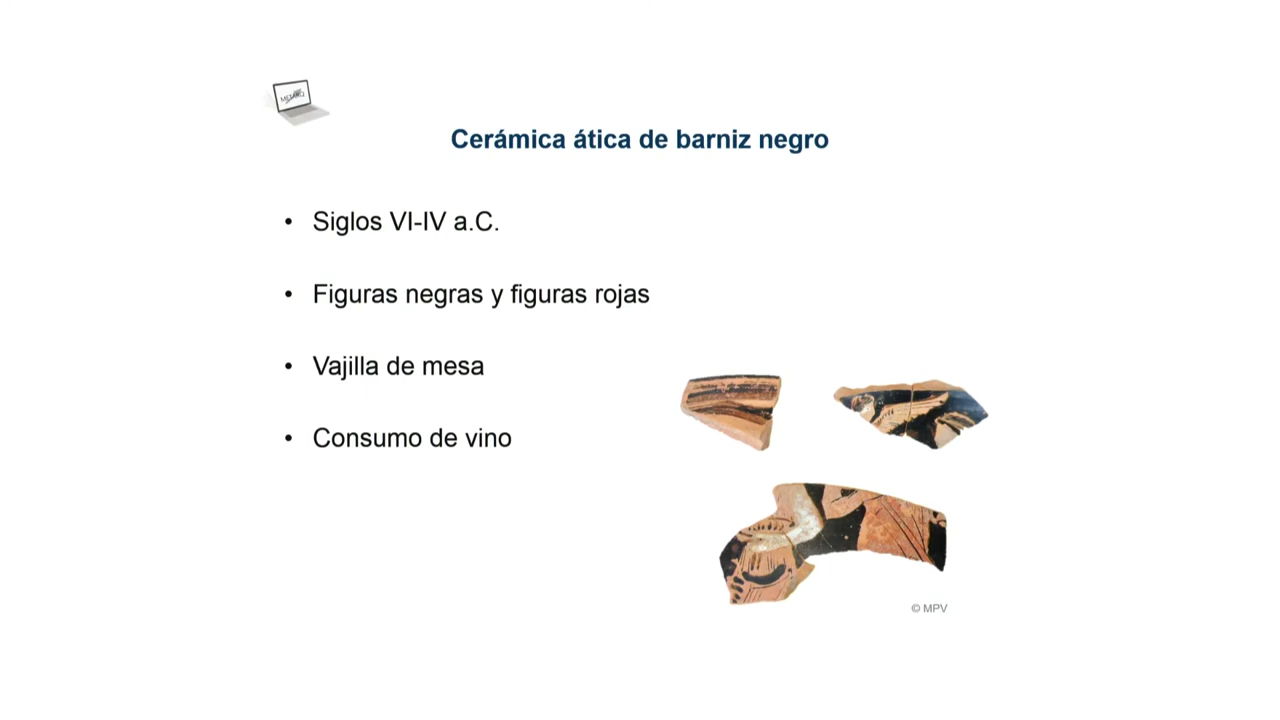 Cerámica ática de barniz negro
• Siglos VI-IV a.C.
• Figuras negras y figuras rojas
• Vajilla de mesa
• Consumo de vino
© MPV